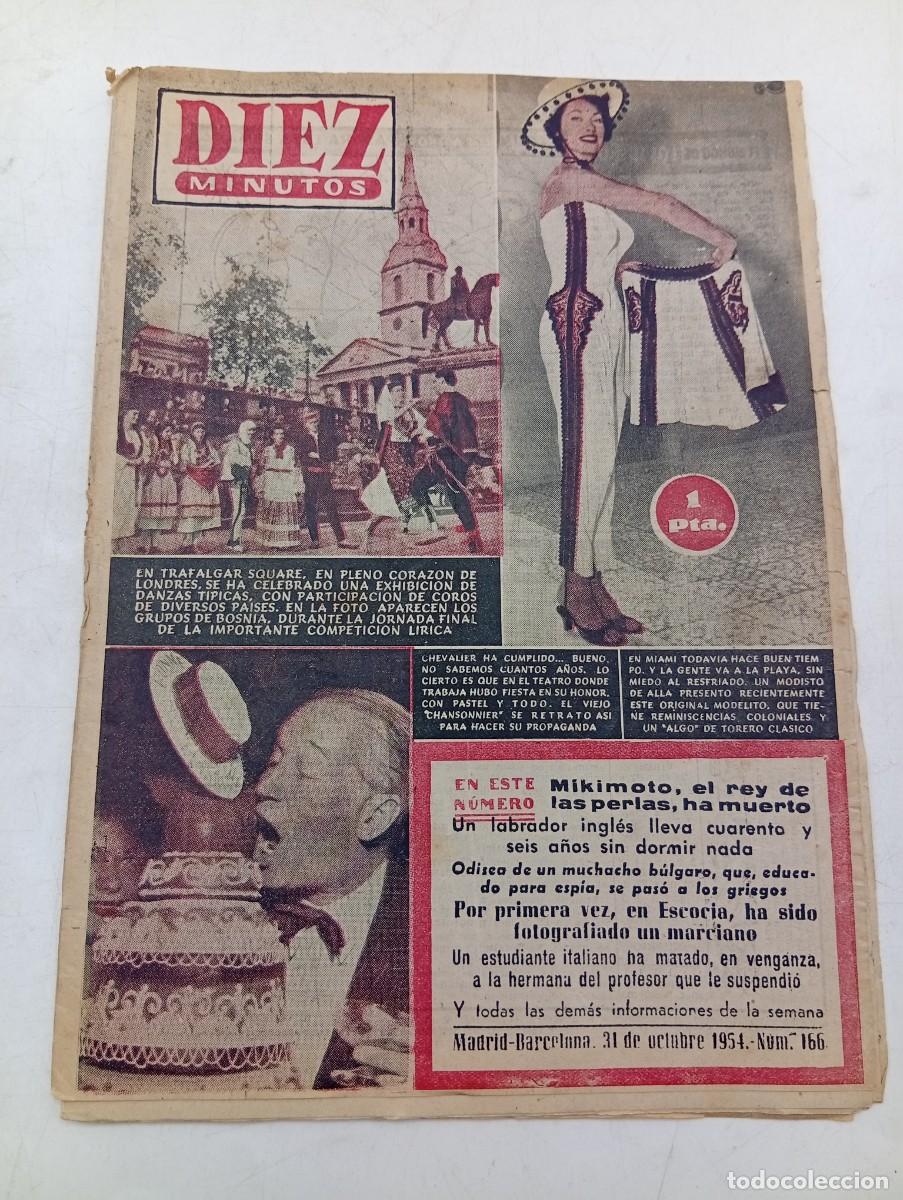 DIEZ
MINUTOS
1
Pta.
EN TRAFALGAR SQUARE, EN PLENO CORAZON DE
LONDRES, SE HA CELEBRADO UNA EXHIBICION DE
DANZAS TIPICAS, CON PARTICIPACION DE COROS
DE DIVERSOS PAISES. EN LA FOTO APARECEN LOS
GRUPOS DE BOSNIA, DURANTE LA JORNADA FINAL
DE LA IMPORTANTE COMPETICION LIRICA
CHEVALIER HA CUMPLIDO... BUENO,
NO SABEMOS CUANTOS AÑOS. LO
CIERTO ES QUE EN EL TEATRO DONDE
TRABAJA HUBO FIESTA EN SU HONOR,
CON PASTEL Y TODO. EL VIEJO
"CHANSONNIER" SE RETRATO ASI
PARA HACER SU PROPAGANDA
EN MIAMI TODAVIA HACE BUEN TIEM-
PO, Y LA GENTE VA A LA PLAYA, SIN
MIEDO AL RESFRIADO. UN MODISTO
DE ALLA PRESENTO RECIENTEMENTE
ESTE ORIGINAL MODELITO, QUE TIE-
NE REMINISCENCIAS COLONIALES Y
UN "ALGO" DE TORERO CLASICO
EN ESTE
NÚMERO
Mikimoto, el rey de
las perlas, ha muerto
Un labrador inglés lleva cuarenta y
seis años sin dormir nada
Odisea de un muchacho búlgaro, que, educa-
do para espía, se pasó a los griegos
Por primera vez, en Escocia, ha sido
fotografiado un marciano
Un estudiante italiano ha matado, en venganza,
a la hermana del profesor que le suspendió
Y todas las demás informaciones de la semana
Madrid-Barcelona. 31 de octubre 1954.-Núm. 166
todocoleccion